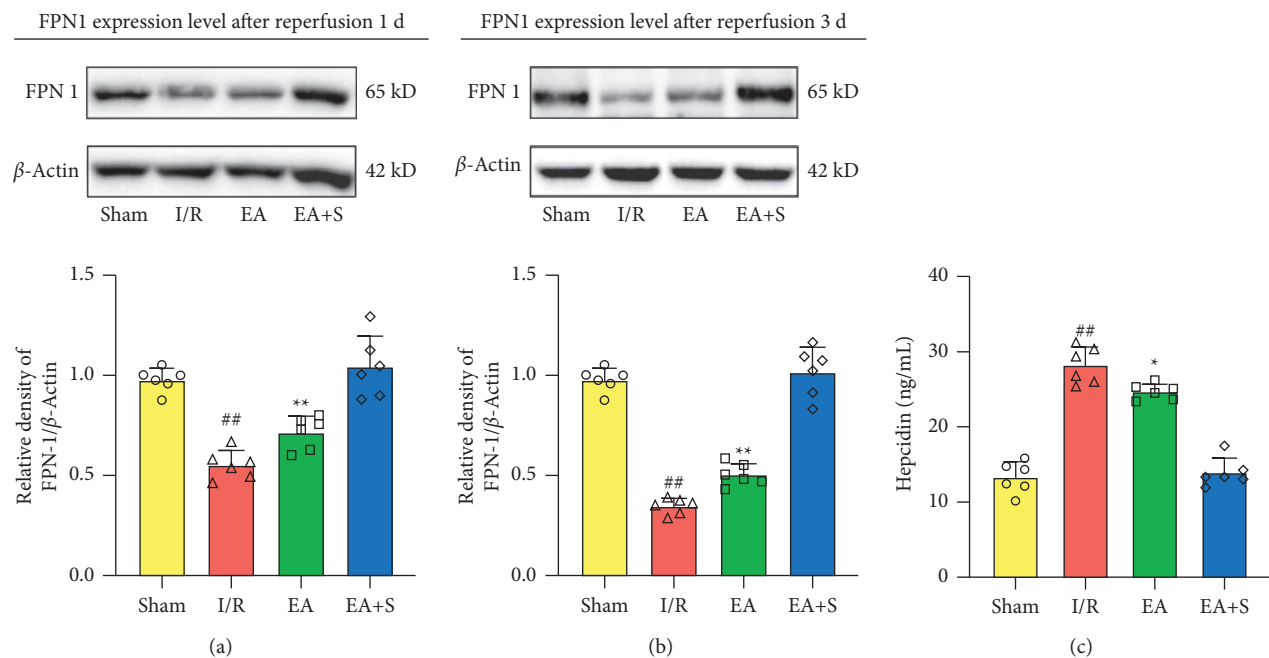 FPN1 expression level after reperfusion 1 d
FPN 1
65 kD
β-Actin
42 kD
Sham I/R EA EA+S
FPN1 expression level after reperfusion 3 d
FPN 1
65 kD
β-Actin
42 kD
Sham I/R EA EA+S
Relative density of
FPN-1/β-Actin
1.5
1.0
0.5
0.0
##
**
Sham I/R EA EA+S
(a)
Relative density of
FPN-1/β-Actin
1.5
1.0
0.5
0.0
##
**
Sham I/R EA EA+S
(b)
Hepcidin (ng/mL)
40
30
20
10
0
##
*
Sham I/R EA EA+S
(c)